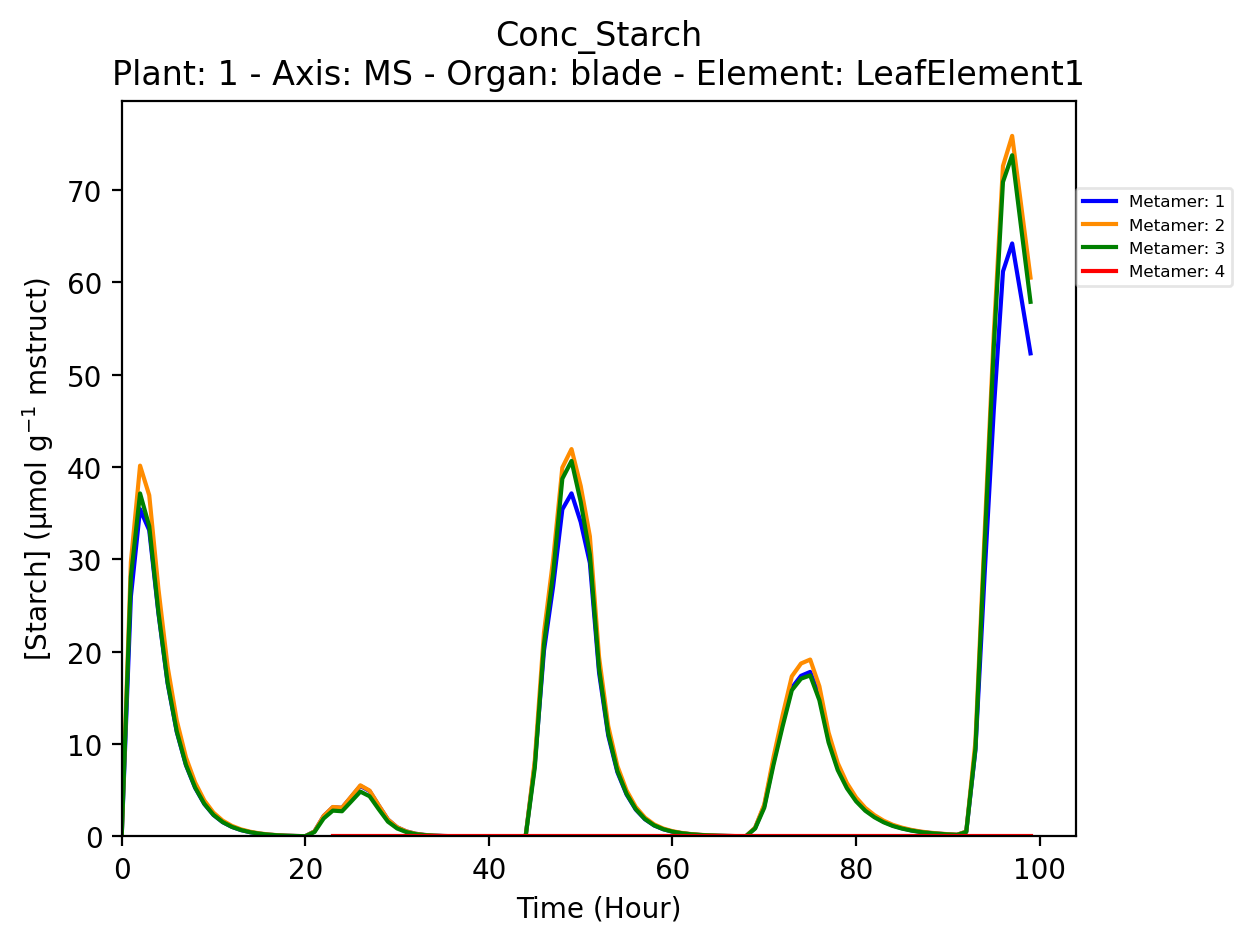 Conc_Starch
Plant: 1 - Axis: MS - Organ: blade - Element: LeafElement1
[Starch] (µmol g⁻¹ mstruct)
70
60
50
40
30
20
10
0
0 20 40 60 80 100
Time (Hour)
Metamer: 1
Metamer: 2
Metamer: 3
Metamer: 4